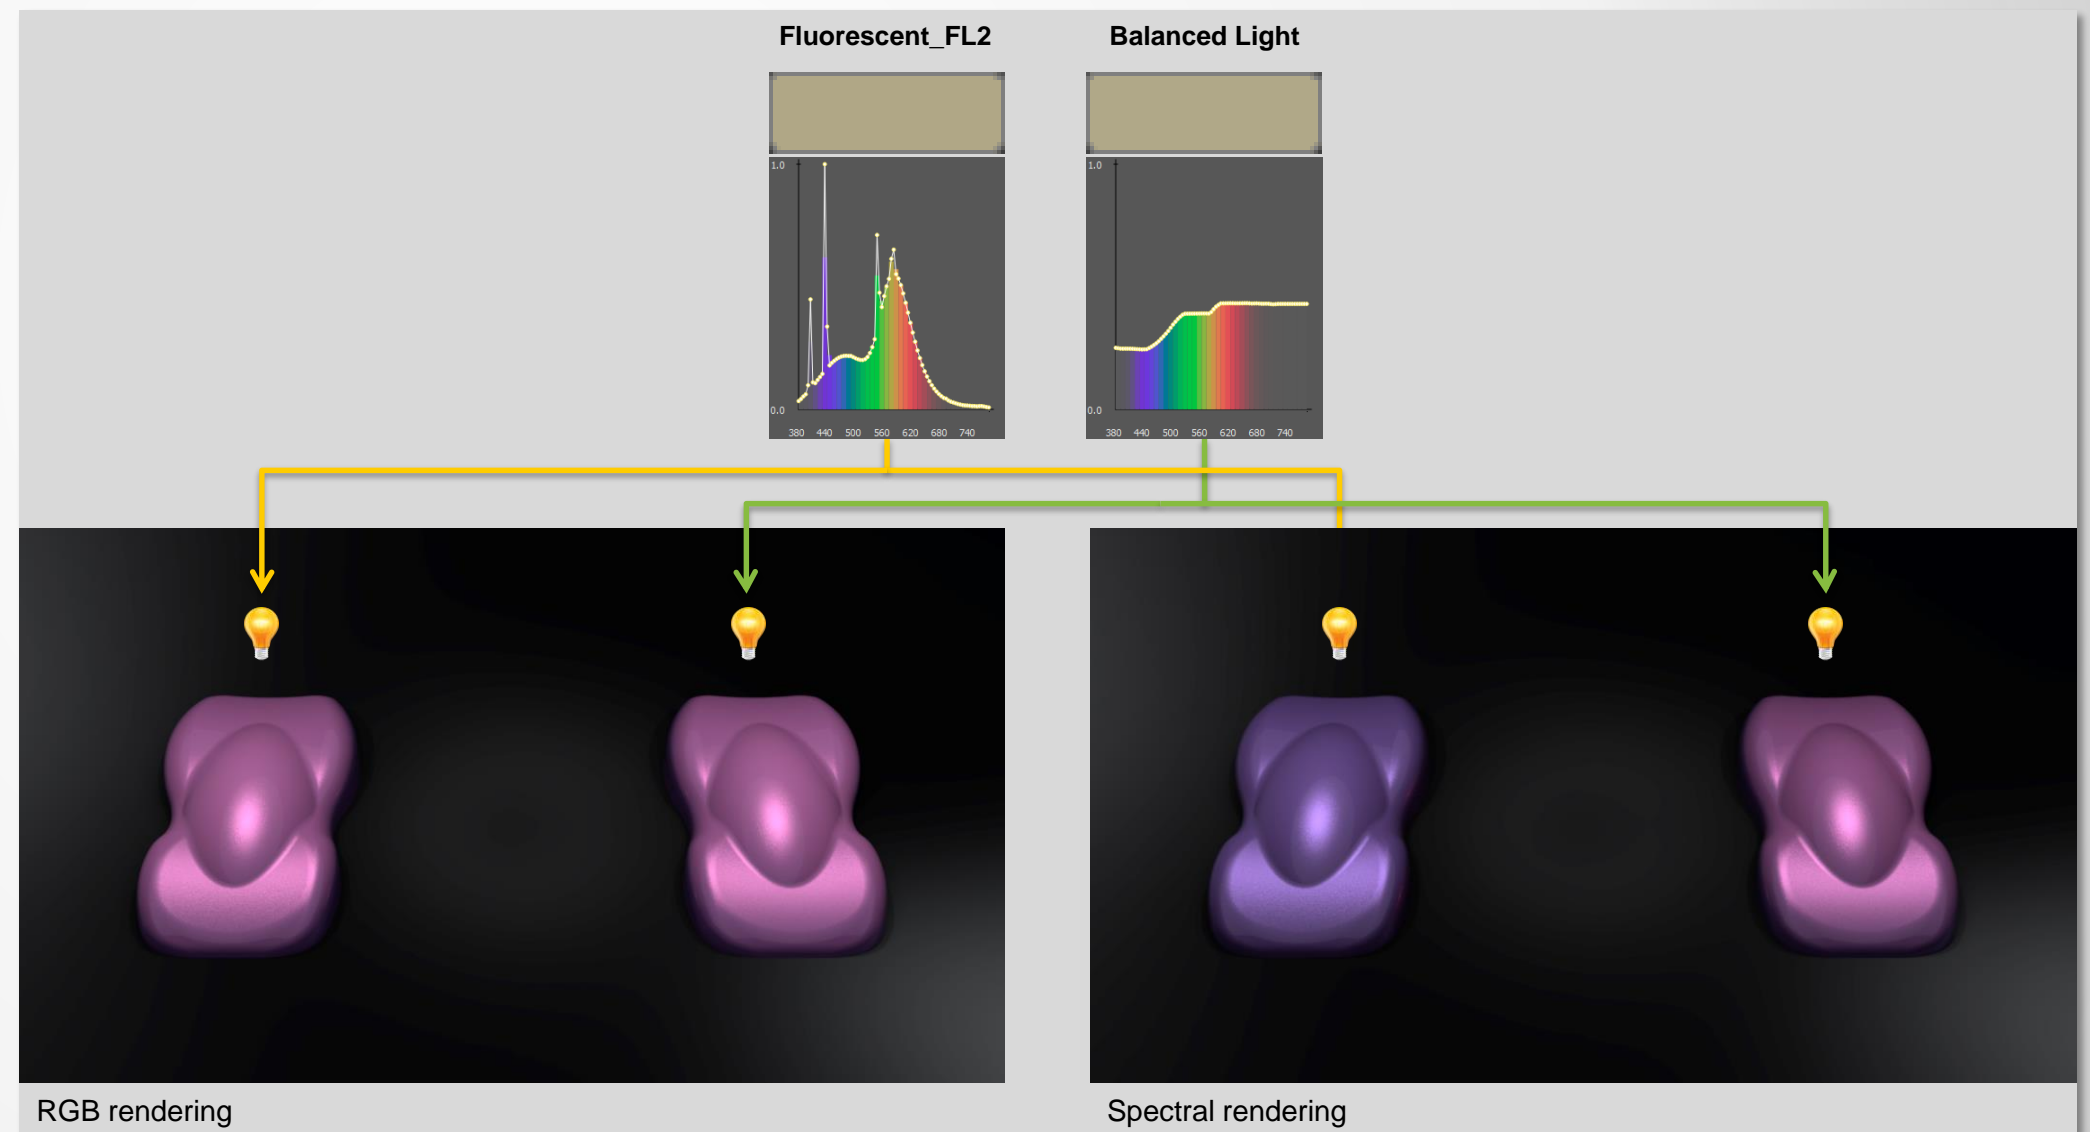 Fluorescent_FL2
Balanced Light
1.0
0.0
380 440 500 560 620 680 740
1.0
0.0
380 440 500 560 620 680 740
RGB rendering
Spectral rendering